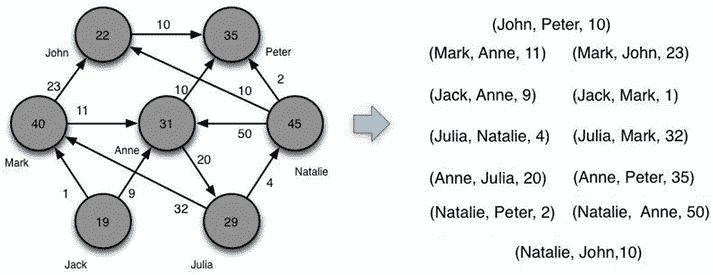 22
10
35
John
Peter
23
10
10
2
40
11
31
50
45
Mark
Anne
20
Natalie
1
9
32
4
19
29
Jack
Julia
(John, Peter, 10)
(Mark, Anne, 11) (Mark, John, 23)
(Jack, Anne, 9) (Jack, Mark, 1)
(Julia, Natalie, 4) (Julia, Mark, 32)
(Anne, Julia, 20) (Anne, Peter, 35)
(Natalie, Peter, 2) (Natalie, Anne, 50)
(Natalie, John,10)